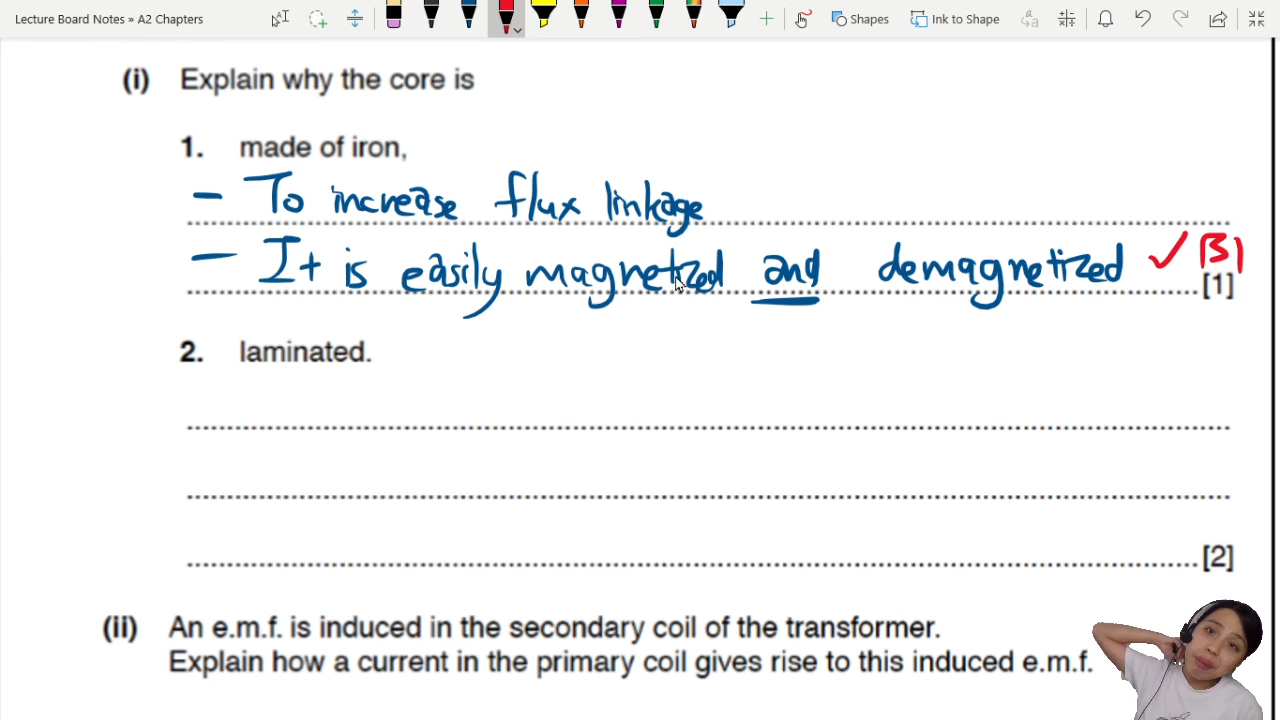 Lecture Board Notes » A2 Chapters
Shapes
Ink to Shape
(i) Explain why the core is
1. made of iron,
- To increase flux linkage
- It is easily magnetized and demagnetized ✓ B1
[1]
2. laminated.
[2]
(ii) An e.m.f. is induced in the secondary coil of the transformer.
Explain how a current in the primary coil gives rise to this induced e.m.f.